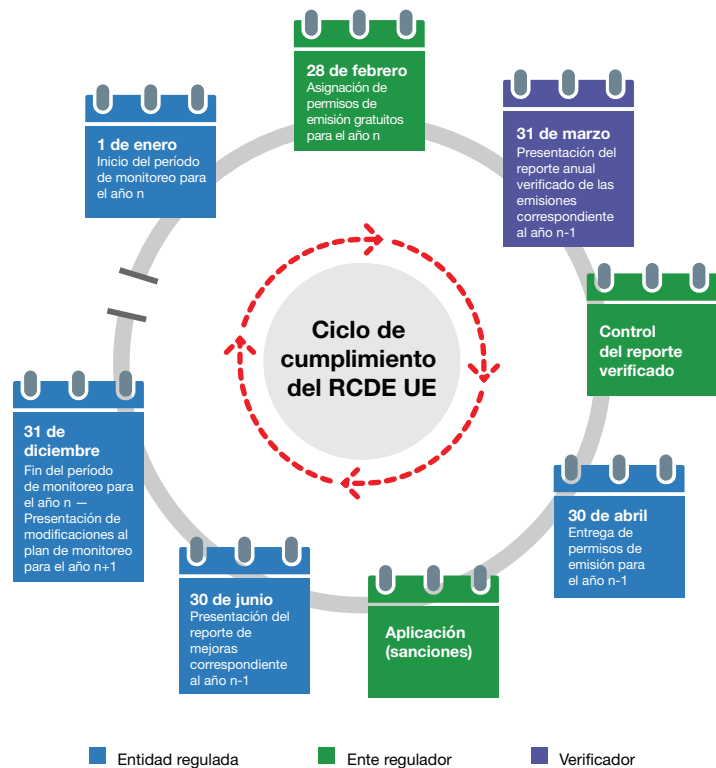 28 de febrero
Asignación de
permisos de
emisión gratuitos
para el año n
1 de enero
Inicio del período
de monitoreo para
el año n
31 de marzo
Presentación del
reporte anual
verificado de las
emisiones
correspondiente
al año n-1
Control
del reporte
verificado
Ciclo de
cumplimiento
del RCDE UE
31 de
diciembre
Fin del período
de monitoreo para
el año n —
Presentación de
modificaciones al
plan de monitoreo
para el año n+1
30 de abril
Entrega de
permisos de
emisión para
el año n-1
30 de junio
Presentación del
reporte de
mejoras
correspondiente
al año n-1
Aplicación
(sanciones)
Entidad regulada
Ente regulador
Verificador